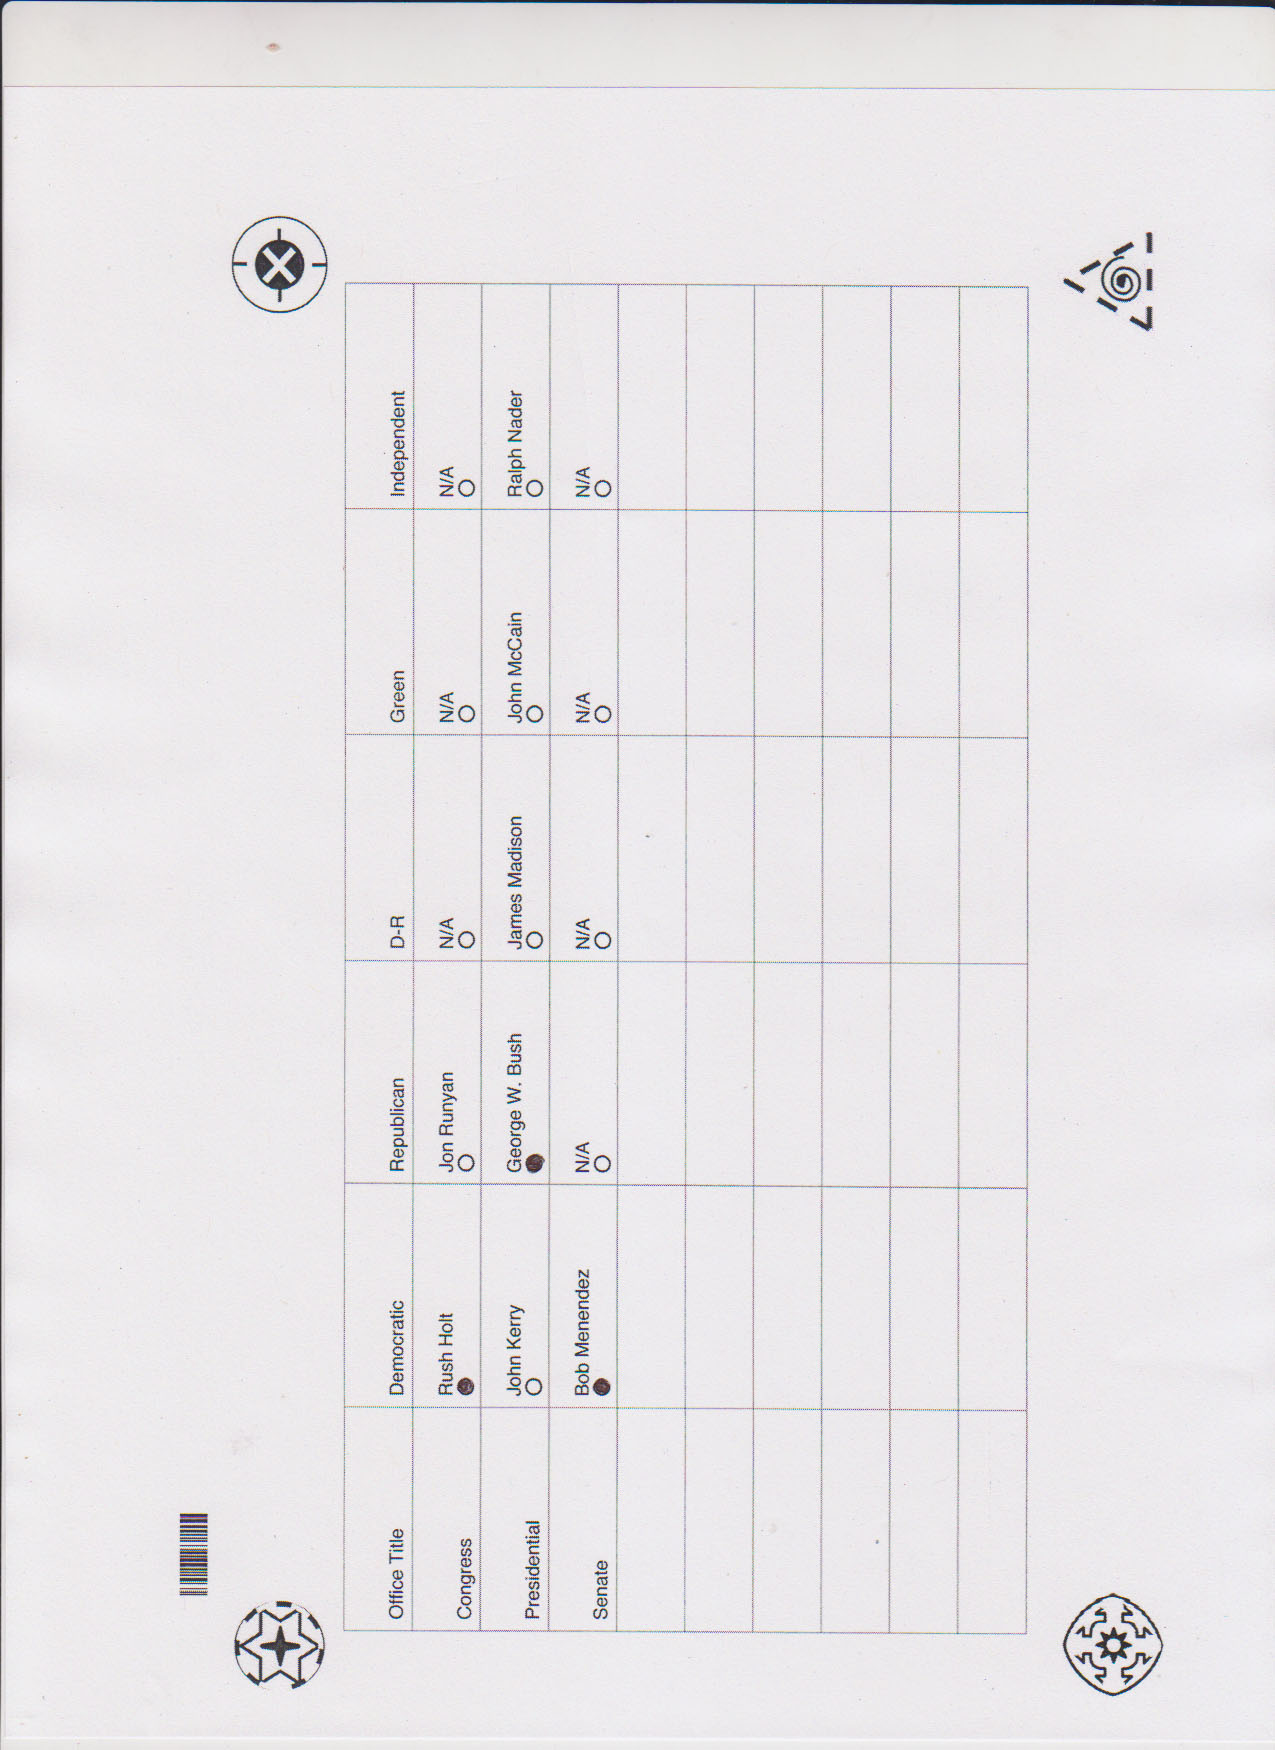 Office Title Democratic Republican D-R Green Independent
Congress Rush Holt Jon Runyan N/A N/A N/A
Presidential John Kerry George W. Bush James Madison John McCain Ralph Nader
Senate Bob Menendez N/A N/A N/A N/A